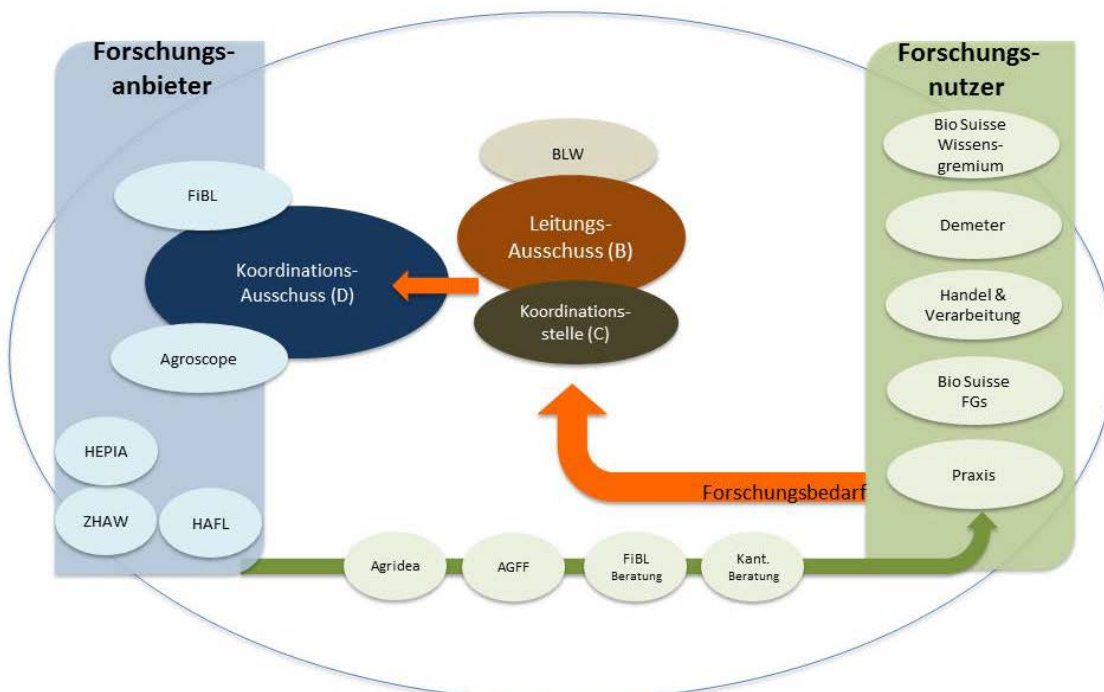 Forschungs-
anbieter
FiBL
Koordinations-
Ausschuss (D)
Agroscope
HEPIA
ZHAW
HAFL
BLW
Leitungs-
Ausschuss (B)
Koordinations-
stelle (C)
Forschungs-
nutzer
Bio Suisse
Wissens-
gremium
Demeter
Handel &
Verarbeitung
Bio Suisse
FGs
Praxis
Forschungsbedarf
Agridea
AGFF
FiBL
Beratung
Kant.
Beratung